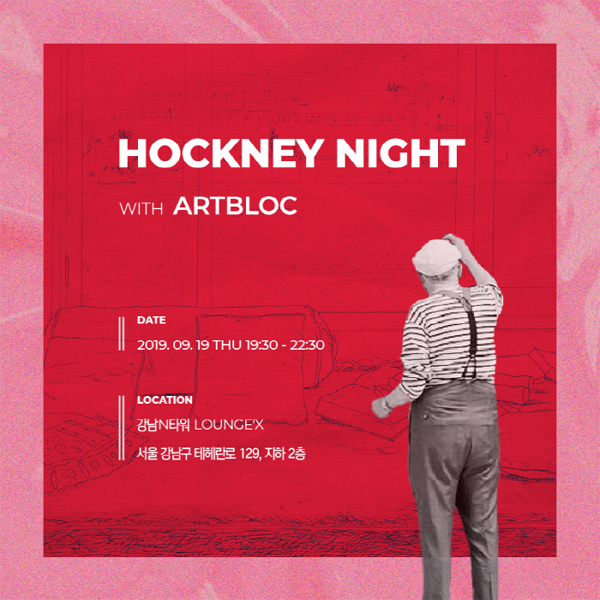 HOCKNEY NIGHT
WITH ARTBLOC
DATE
2019. 09. 19 THU 19:30 - 22:30
LOCATION
강남N타워 LOUNGE'X
서울 강남구 테헤란로 129, 지하 2층